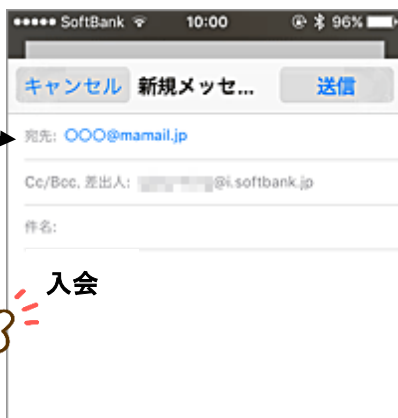 ●●●●● SoftBank 10:00 96%
キャンセル 新規メッセ... 送信
宛先: 〇〇〇@mamail.jp
Cc/Bcc, 差出人: @i.softbank.jp
件名:
入会